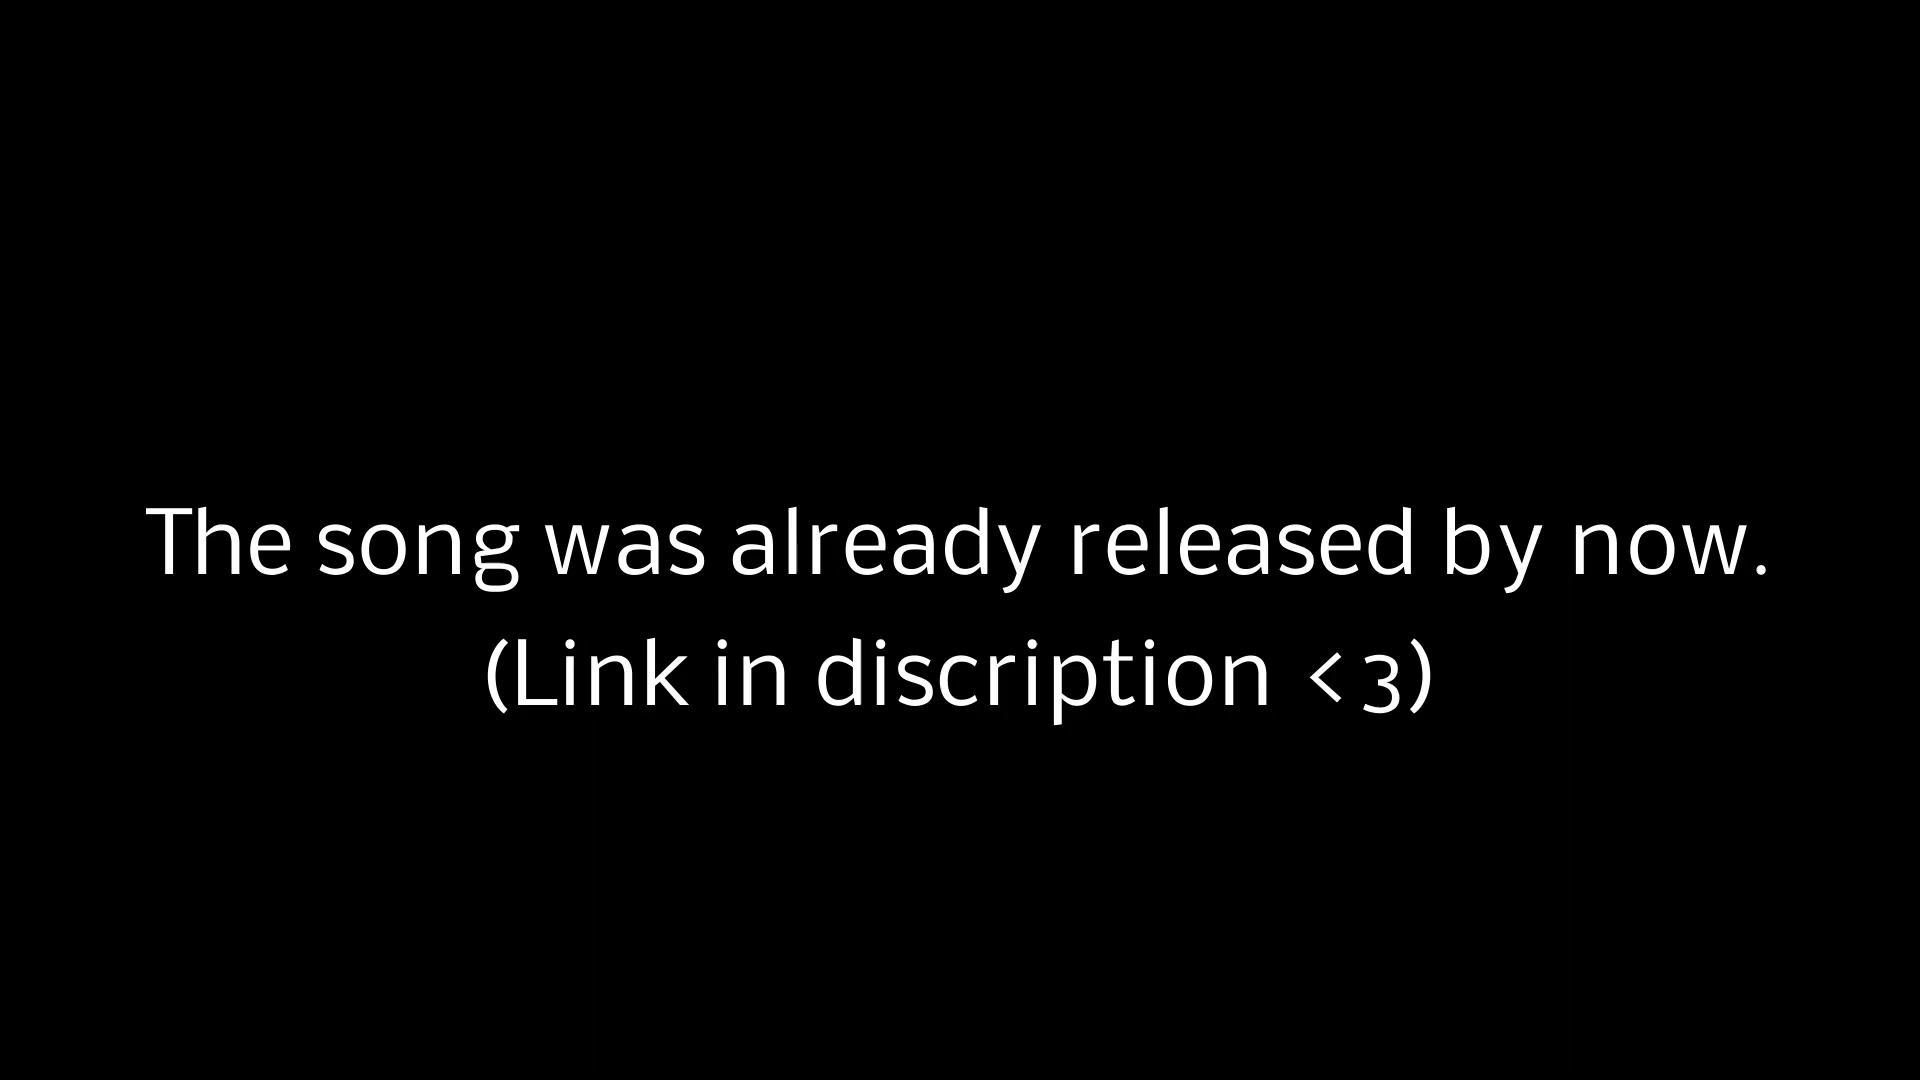 The song was already released by now.
(Link in discription <3)